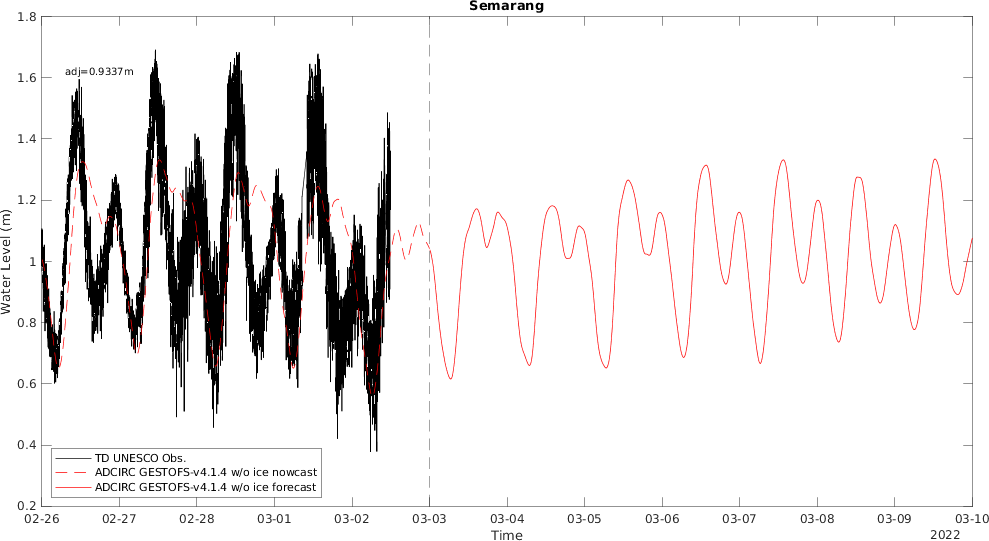 Semarang
1.8
1.6
1.4
1.2
1
0.8
0.6
0.4
0.2
Water Level (m)
adj=0.9337m
TD UNESCO Obs.
ADCIRC GESTOFS-v4.1.4 w/o ice nowcast
ADCIRC GESTOFS-v4.1.4 w/o ice forecast
02-26 02-27 02-28 03-01 03-02 03-03 03-04 03-05 03-06 03-07 03-08 03-09 03-10
Time
2022